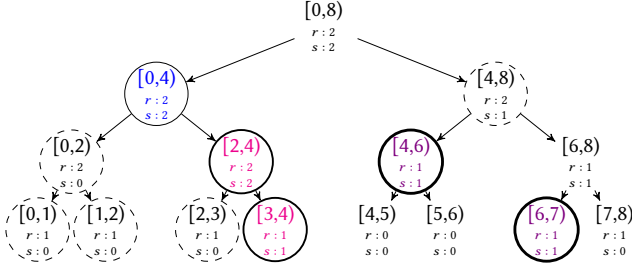 [0,8)
r : 2
s : 2
[0,4)
r : 2
s : 2
[4,8)
r : 2
s : 1
[0,2)
r : 2
s : 0
[2,4)
r : 2
s : 2
[4,6)
r : 1
s : 1
[6,8)
r : 1
s : 1
[0,1)
r : 1
s : 0
[1,2)
r : 1
s : 0
[2,3)
r : 1
s : 0
[3,4)
r : 1
s : 1
[4,5)
r : 0
s : 0
[5,6)
r : 0
s : 0
[6,7)
r : 1
s : 1
[7,8)
r : 1
s : 0